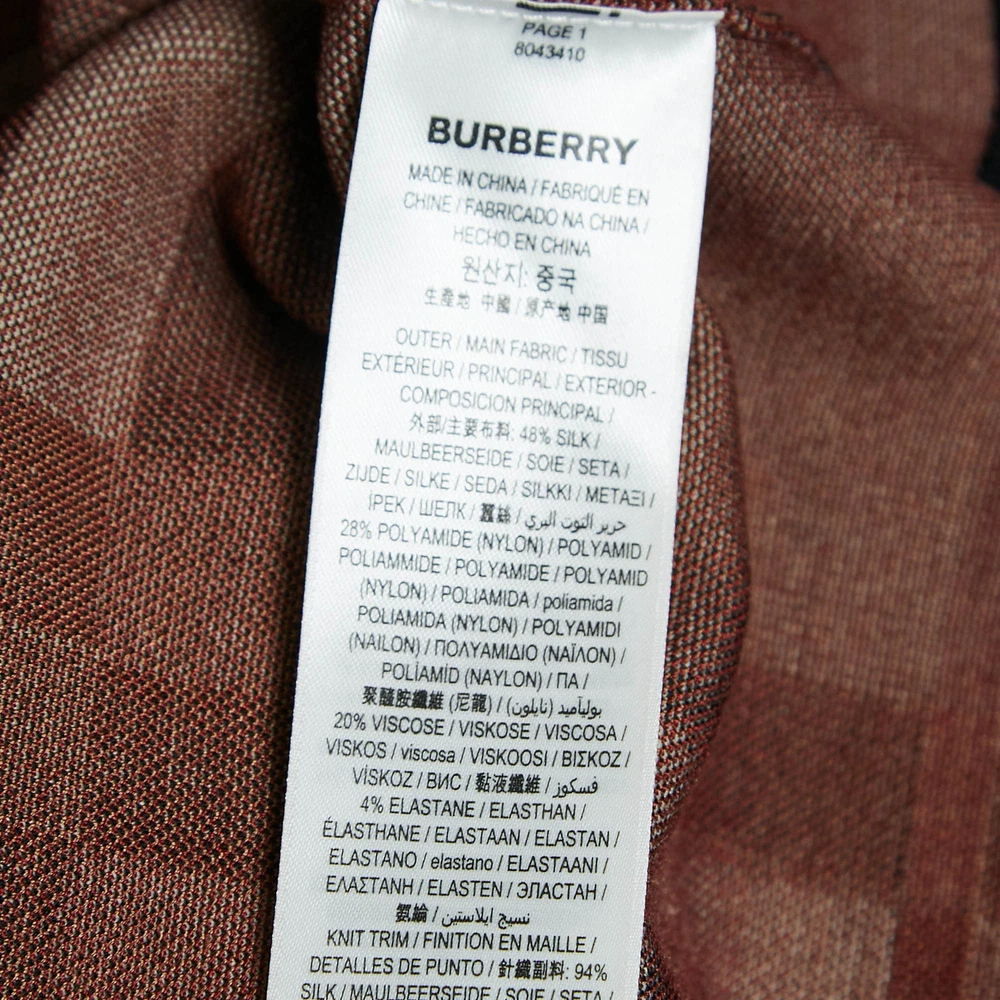 PAGE 1
8043410
BURBERRY
MADE IN CHINA / FABRIQUÉ EN
CHINE / FABRICADO NA CHINA /
HECHO EN CHINA
원산지: 중국
生產地 中國 / 原产地 中国
OUTER / MAIN FABRIC / TISSU
EXTÉRIEUR / PRINCIPAL / EXTERIOR -
COMPOSICION PRINCIPAL /
外部/主要布料: 48% SILK /
MAULBEERSEIDE / SOIE / SETA /
ZIJDE / SILKE / SEDA / SILKKI / ΜΕΤΑΞΙ /
İPEK / ШЕЛК / 蠶絲 / حرير التوت البري
28% POLYAMIDE (NYLON) / POLYAMID /
POLIAMMIDE / POLYAMIDE / POLYAMID
(NYLON) / POLIAMIDA / poliamida /
POLIAMIDA (NYLON) / POLYAMIDI
(NAILON) / ΠΟΛΥΑΜΙΔΙΟ (ΝΑΪΛΟΝ) /
POLİAMİD (NAYLON) / ПА /
聚醯胺纖維 (尼龍) / بوليآميد (نايلون)
20% VISCOSE / VISKOSE / VISCOSA /
VISKOS / viscosa / VISKOOSI / ΒΙΣΚΟΖ /
VİSKOZ / ВИС / 黏液纖維 / فسكوز
4% ELASTANE / ELASTHAN /
ÉLASTHANE / ELASTAAN / ELASTAN /
ELASTANO / elastano / ELASTAANI /
ΕΛΑΣΤΑΝΗ / ELASTEN / ЭЛАСТАН /
氨綸 / نسيج ايلاستين
KNIT TRIM / FINITION EN MAILLE /
DETALLES DE PUNTO / 針織副料: 94%
SILK / MAULBEERSEIDE / SOIE / SETA /